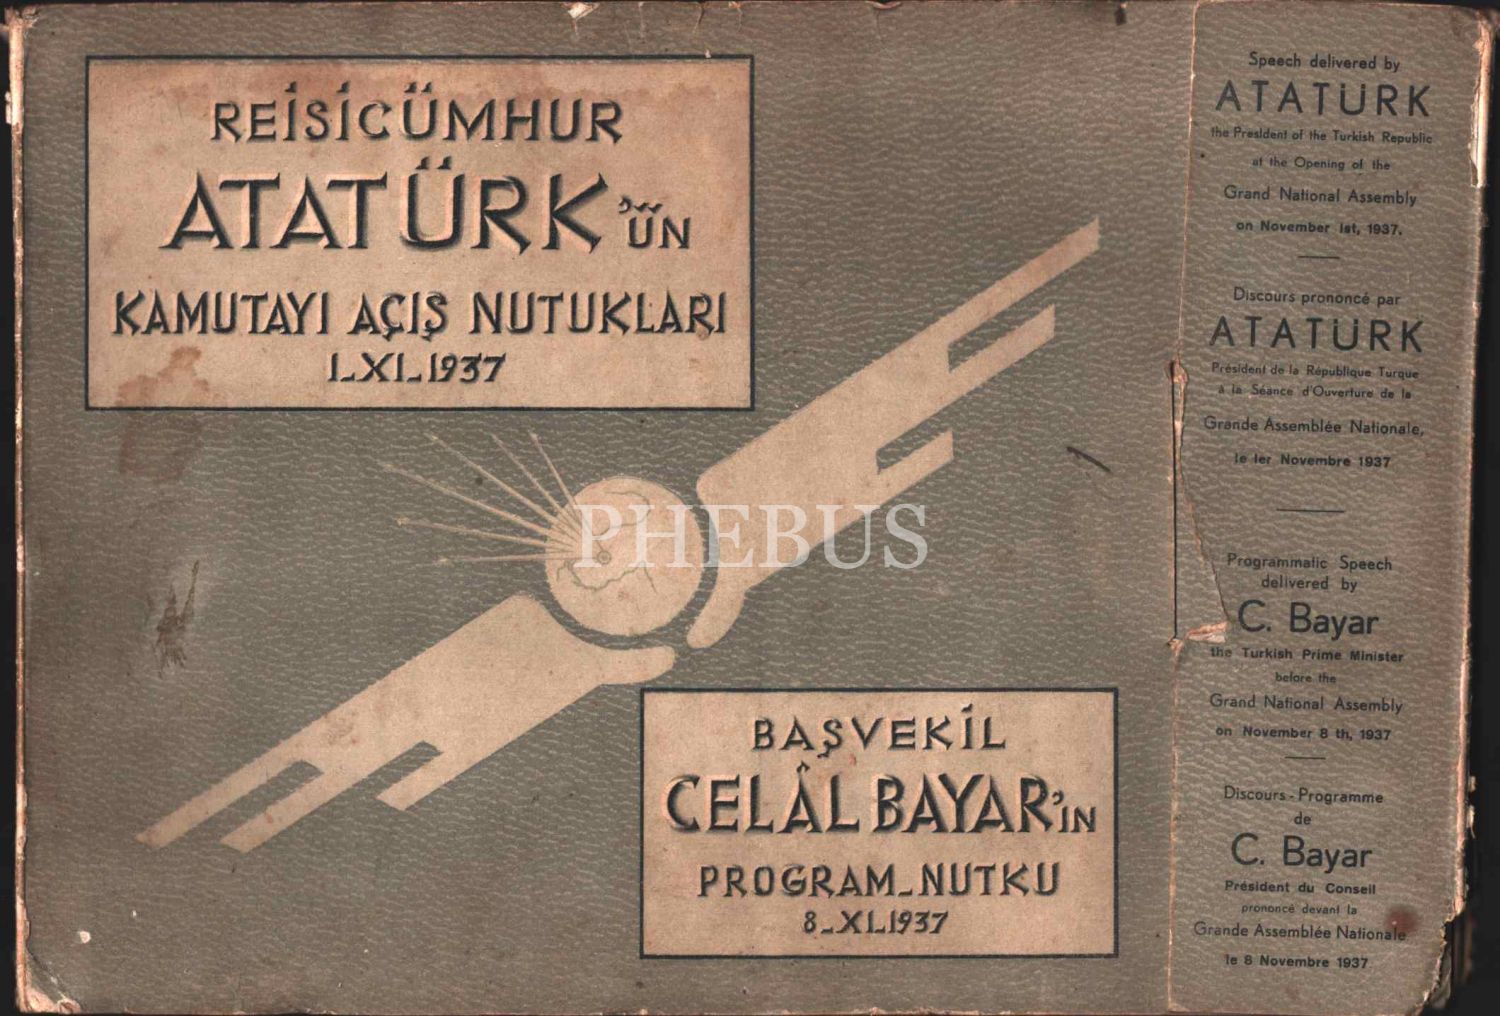 REİSİCÜMHUR
ATATÜRK'ÜN
KAMUTAYI AÇIŞ NUTUKLARI
1_XI_1937
PHEBUS
BAŞVEKİL
CELÂL BAYAR'IN
PROGRAM_NUTKU
8_XI_1937
Speech delivered by
ATATÜRK
the President of the Turkish Republic
at the Opening of the
Grand National Assembly
on November 1st, 1937.
Discours prononcé par
ATATÜRK
Président de la République Turque
à la Séance d'Ouverture de la
Grande Assemblée Nationale,
le 1er Novembre 1937
Programmatic Speech
delivered by
C. Bayar
the Turkish Prime Minister
before the
Grand National Assembly
on November 8 th, 1937
Discours - Programme
de
C. Bayar
Président du Conseil
prononcé devant la
Grande Assemblée Nationale
le 8 Novembre 1937